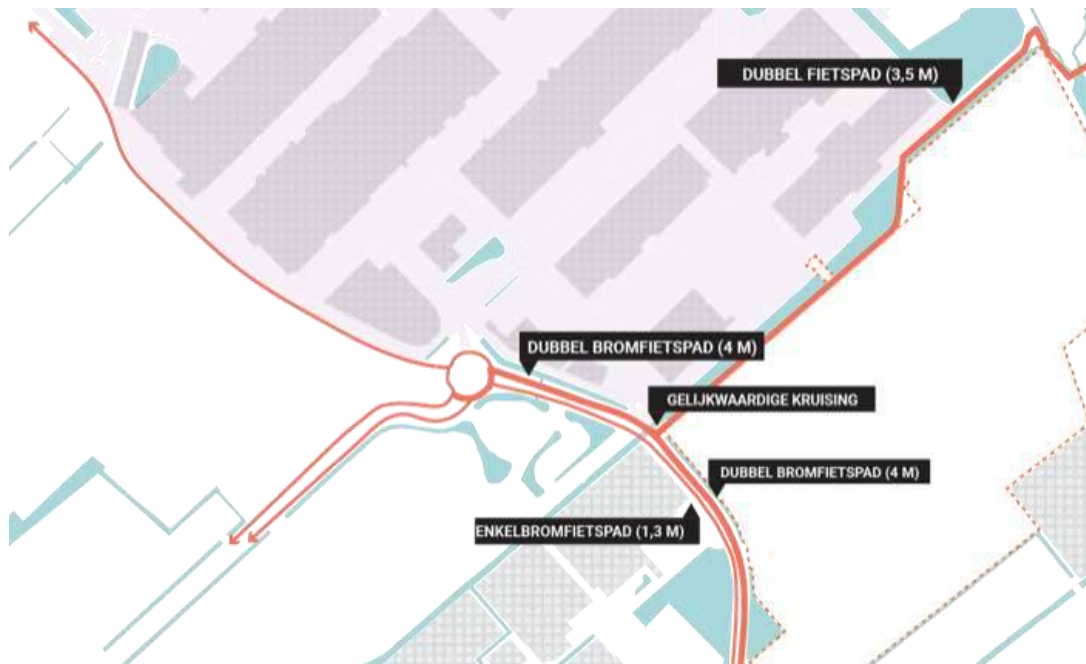 DUBBEL FIETSPAD (3,5 M)
DUBBEL BROMFIETSPAD (4 M)
GELIJKWAARDIGE KRUISING
DUBBEL BROMFIETSPAD (4 M)
ENKELBROMFIETSPAD (1,3 M)